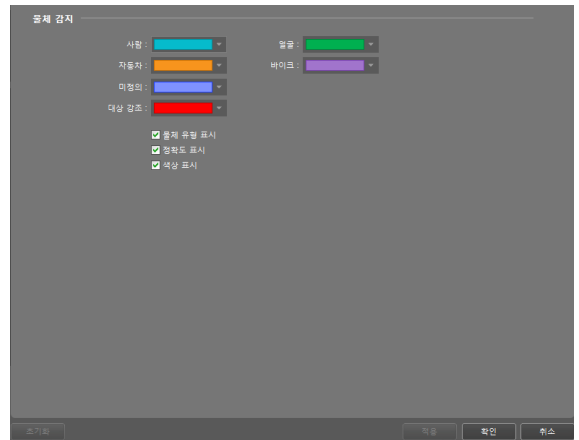 물체 감지
사람 : 얼굴 :
자동차 : 바이크 :
미정의 :
대상 강조 :
물체 유형 표시
정확도 표시
색상 표시
초기화 적용 확인 취소